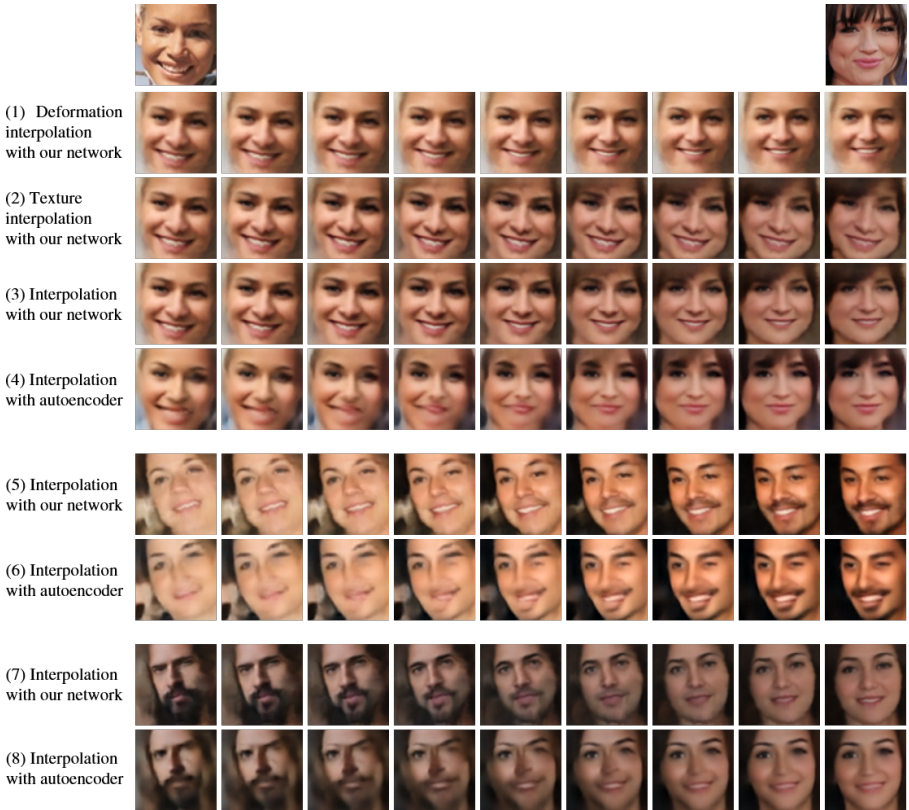 (1) Deformation
interpolation
with our network
(2) Texture
interpolation
with our network
(3) Interpolation
with our network
(4) Interpolation
with autoencoder
(5) Interpolation
with our network
(6) Interpolation
with autoencoder
(7) Interpolation
with our network
(8) Interpolation
with autoencoder